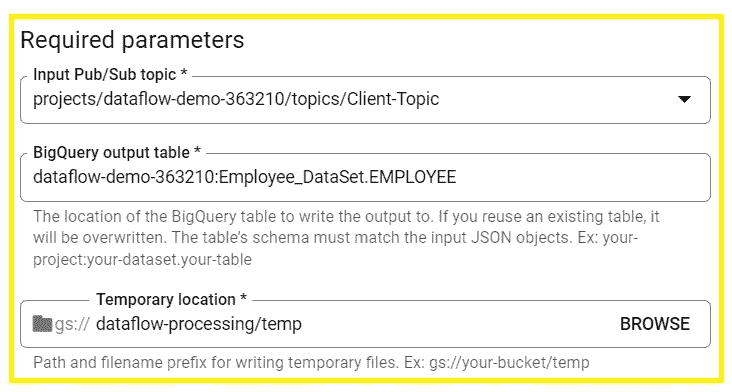 Required parameters
Input Pub/Sub topic *
projects/dataflow-demo-363210/topics/Client-Topic
BigQuery output table *
dataflow-demo-363210:Employee_DataSet.EMPLOYEE
The location of the BigQuery table to write the output to. If you reuse an existing table, it
will be overwritten. The table's schema must match the input JSON objects. Ex: your-
project:your-dataset.your-table
Temporary location *
gs:// dataflow-processing/temp BROWSE
Path and filename prefix for writing temporary files. Ex: gs://your-bucket/temp